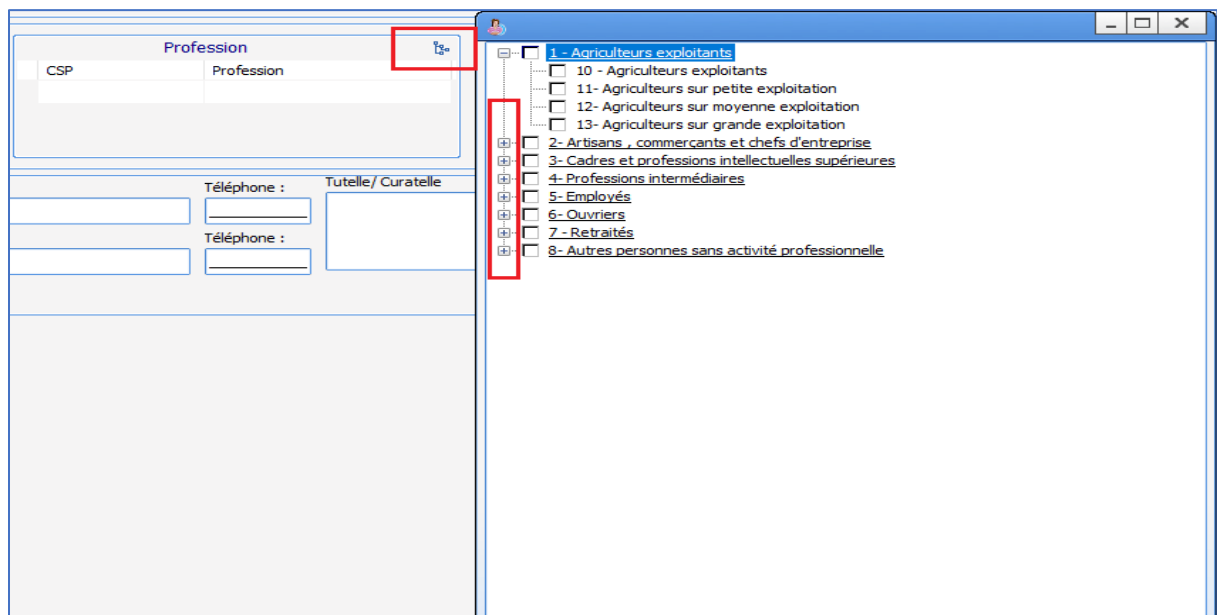 Profession
CSP Profession
Téléphone : Tutelle/ Curatelle
Téléphone :
1 - Agriculteurs exploitants
10 - Agriculteurs exploitants
11- Agriculteurs sur petite exploitation
12- Agriculteurs sur moyenne exploitation
13- Agriculteurs sur grande exploitation
2- Artisans , commerçants et chefs d'entreprise
3- Cadres et professions intellectuelles supérieures
4- Professions intermédiaires
5- Employés
6- Ouvriers
7 - Retraités
8- Autres personnes sans activité professionnelle